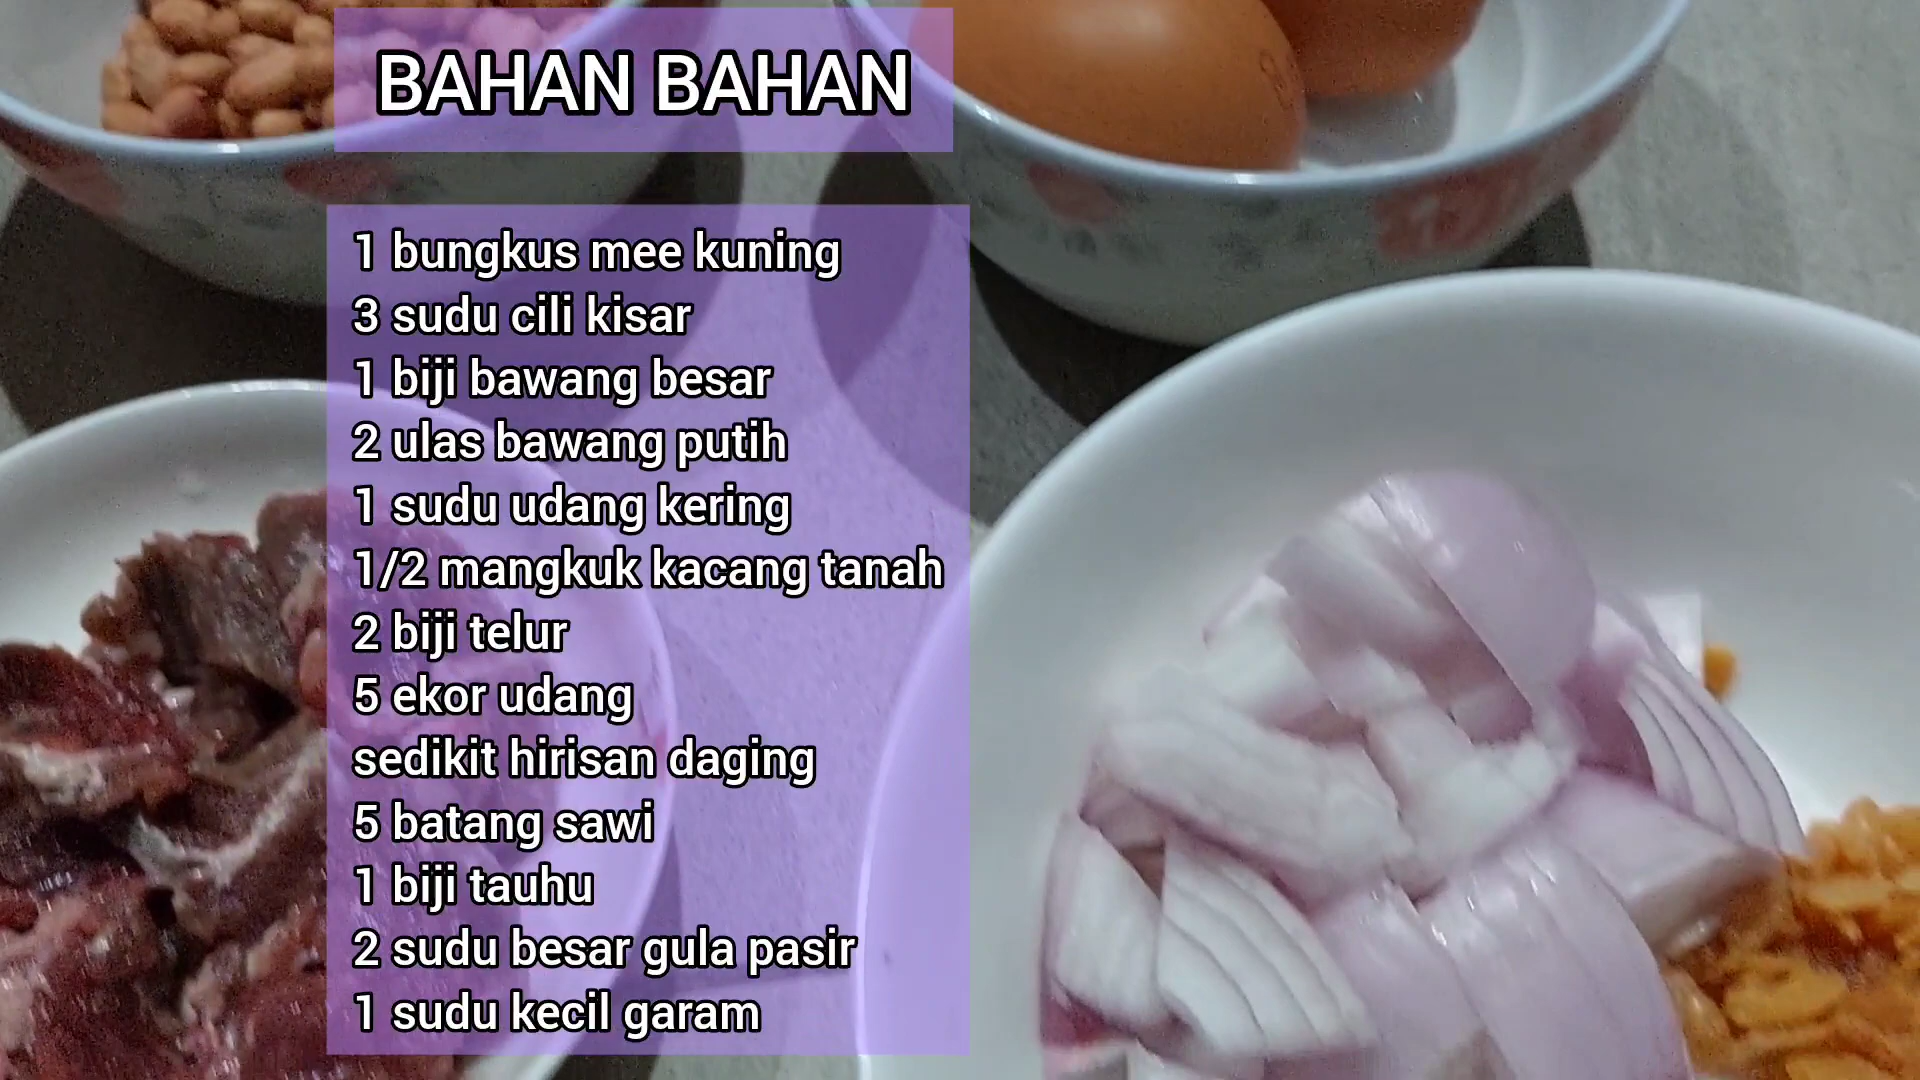 BAHAN BAHAN
1 bungkus mee kuning
3 sudu cili kisar
1 biji bawang besar
2 ulas bawang putih
1 sudu udang kering
1/2 mangkuk kacang tanah
2 biji telur
5 ekor udang
sedikit hirisan daging
5 batang sawi
1 biji tauhu
2 sudu besar gula pasir
1 sudu kecil garam